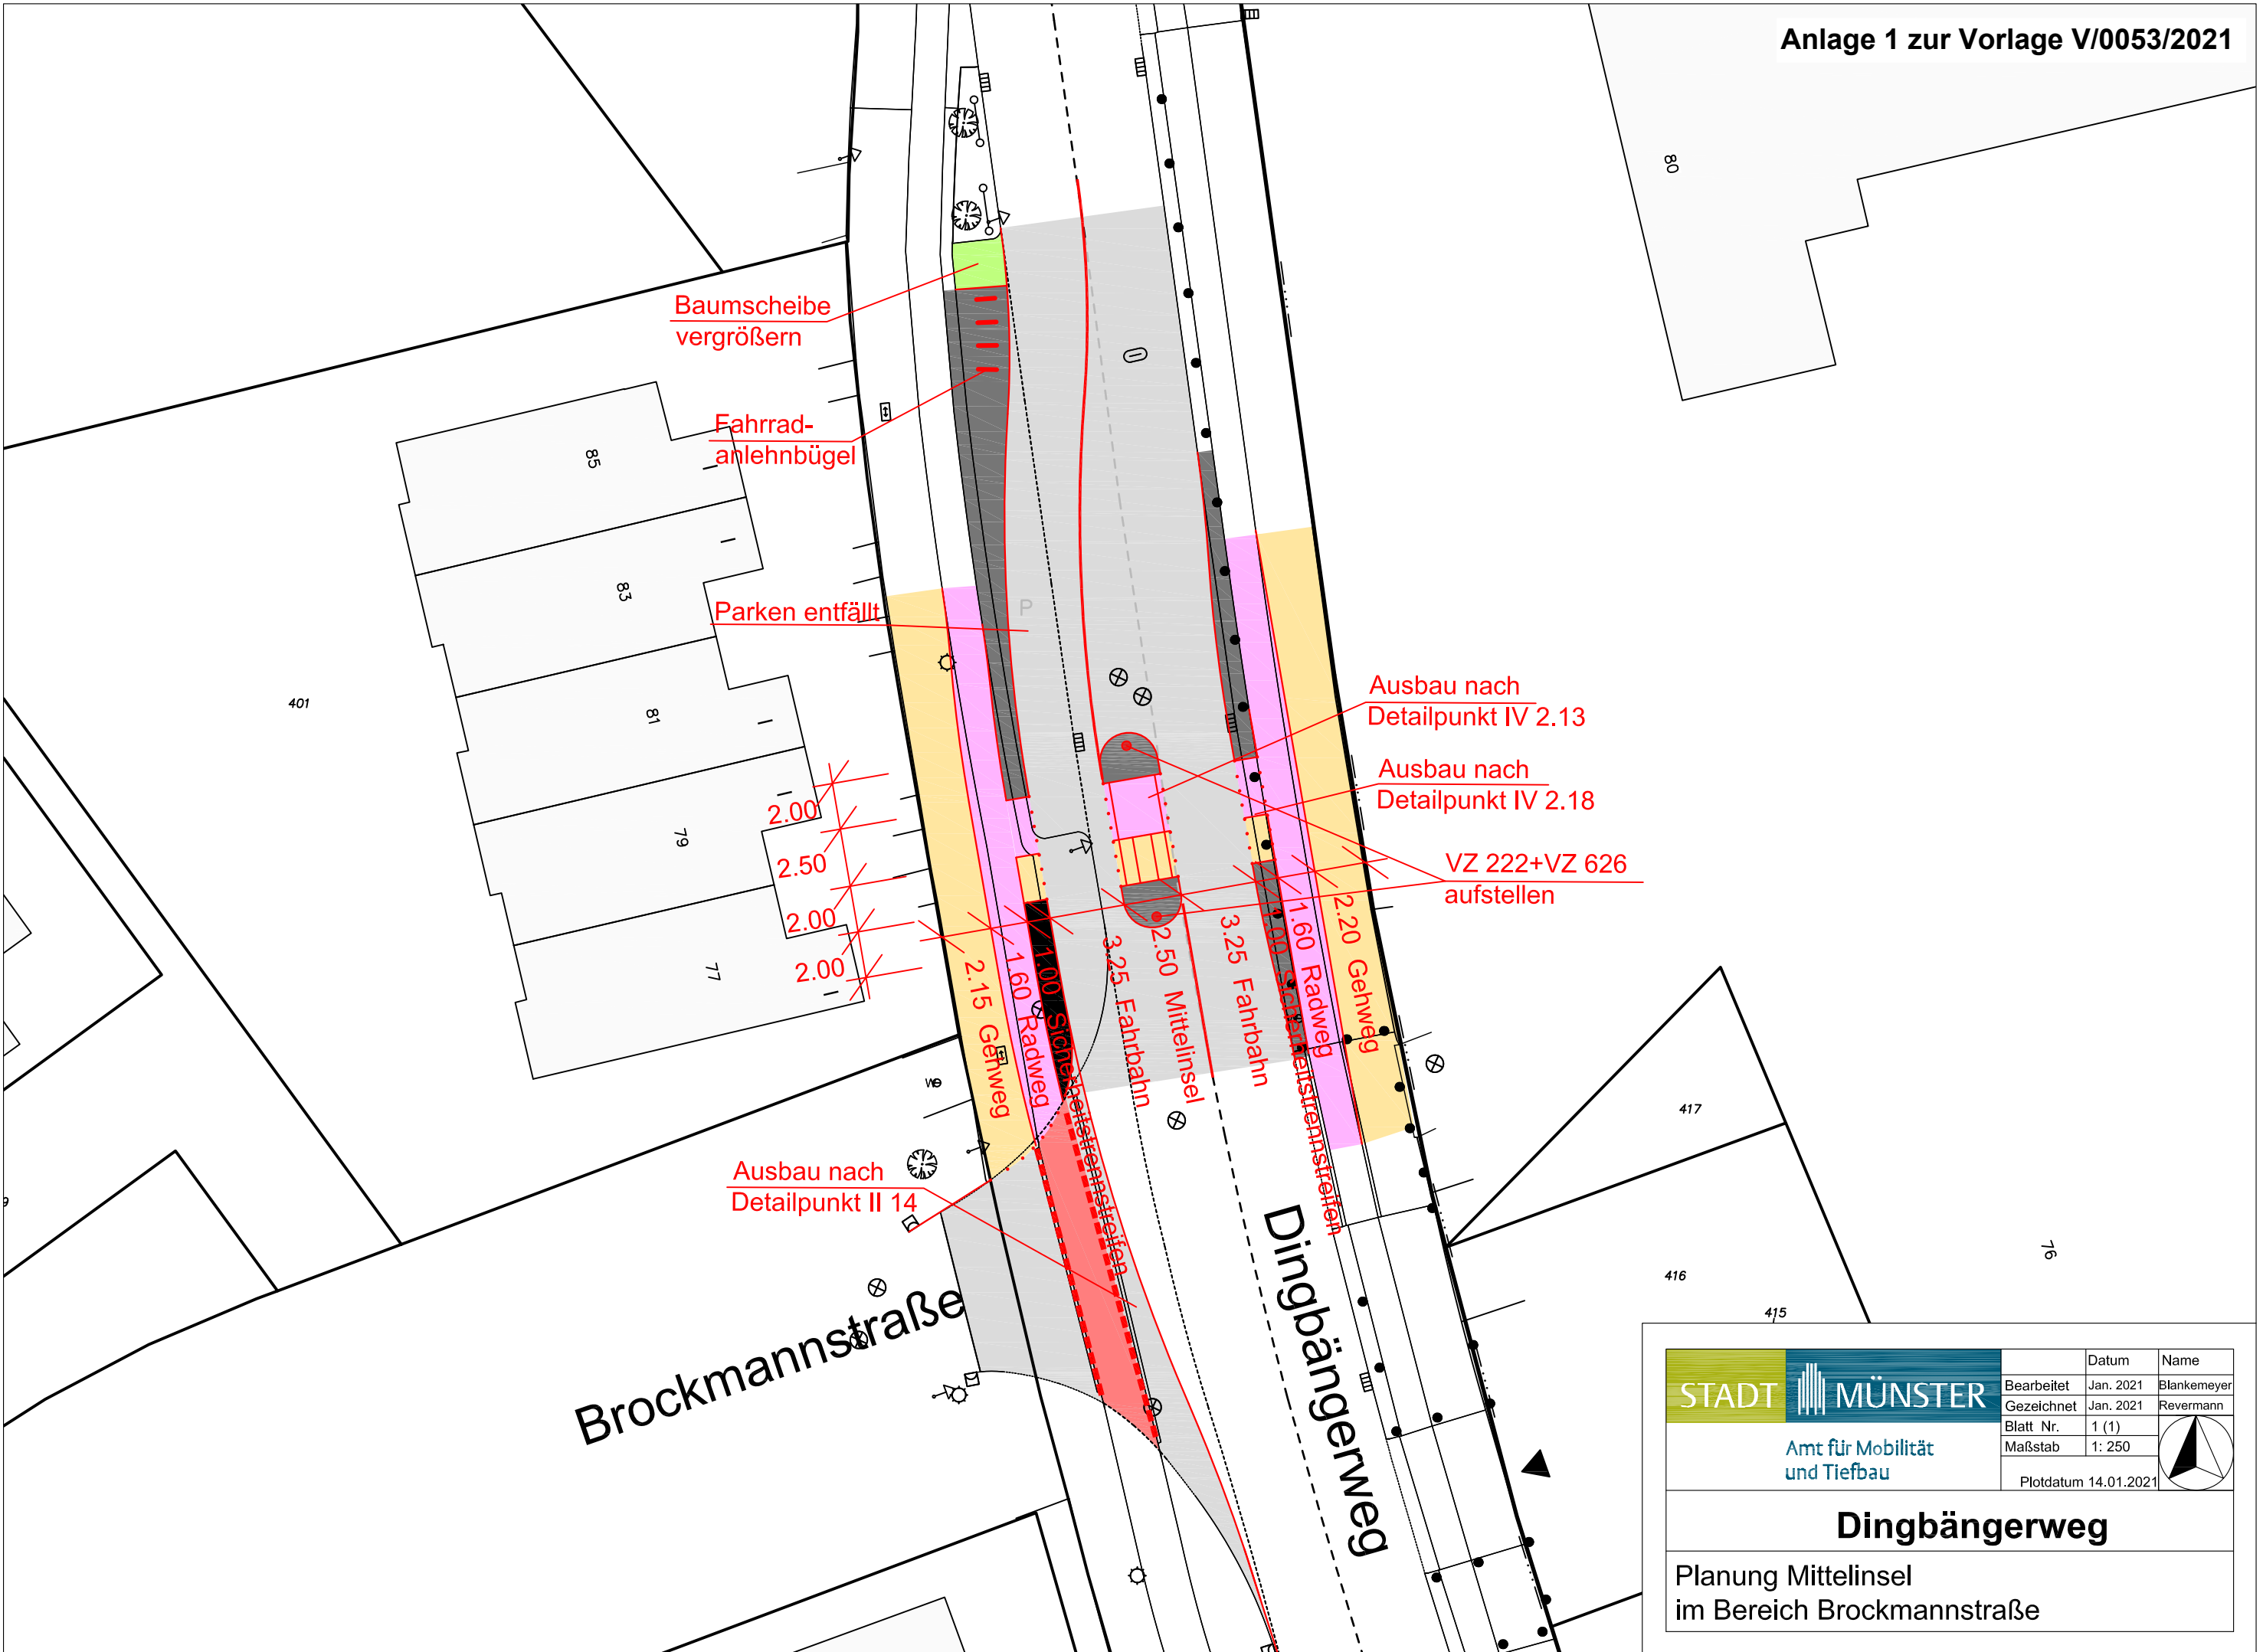 Anlage 1 zur Vorlage V/0053/2021
80
Baumscheibe
vergrößern
Fahrrad-
anlehnbügel
85
83
Parken entfällt
P
401
81
Ausbau nach
Detailpunkt IV 2.13
Ausbau nach
Detailpunkt IV 2.18
2.00
79
2.50
VZ 222+VZ 626
aufstellen
2.00
77
2.00
2.15 Gehweg
1.60 Radweg
1.00 Sicherheitstrennstreifen
3.25 Fahrbahn
2.50 Mittelinsel
3.25 Fahrbahn
1.00 Sicherheitstrennstreifen
1.60 Radweg
2.20 Gehweg
417
Ausbau nach
Detailpunkt II 14
416
76
415
Brockmannstraße
Dingbängerweg
STADT MÜNSTER
Amt für Mobilität
und Tiefbau
Datum Name
Bearbeitet Jan. 2021 Blankemeyer
Gezeichnet Jan. 2021 Revermann
Blatt Nr. 1 (1)
Maßstab 1: 250
Plotdatum 14.01.2021
Dingbängerweg
Planung Mittelinsel
im Bereich Brockmannstraße